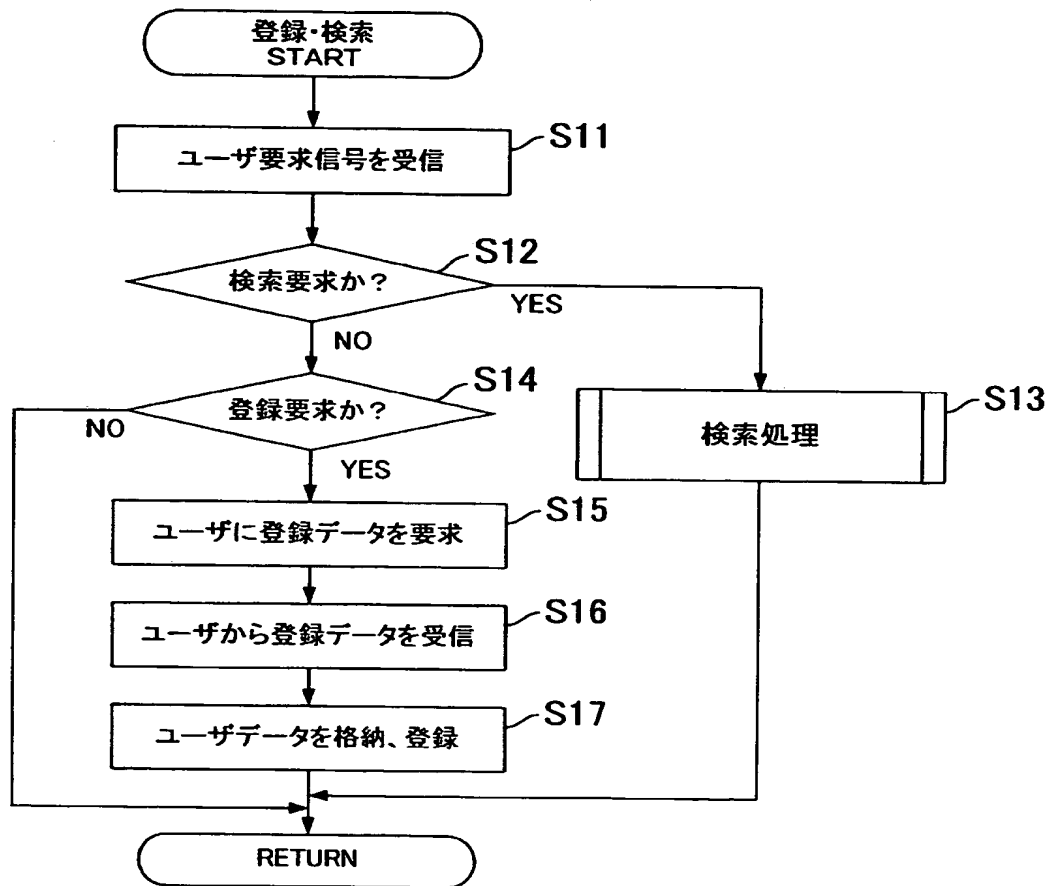 登録・検索
START
ユーザ要求信号を受信
S11
検索要求か?
S12
YES
NO
登録要求か?
S14
NO
YES
検索処理
S13
ユーザに登録データを要求
S15
ユーザから登録データを受信
S16
ユーザデータを格納、登録
S17
RETURN